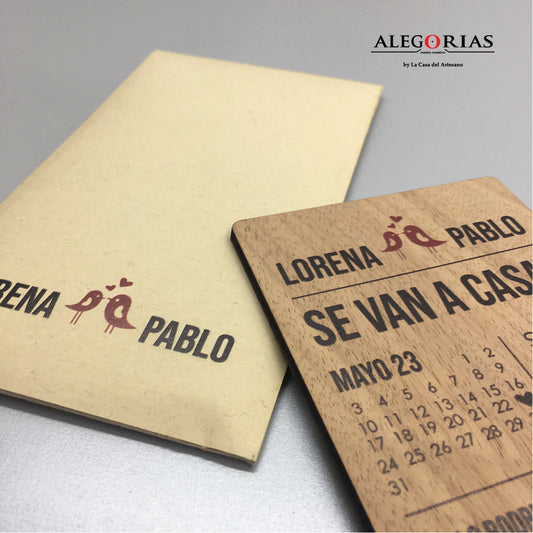 ALEGORIAS
by La Casa del Artesano
RENA PABLO
LORENA PABLO
SE VAN A CASA
MAYO 23
1 2
3 4 5 6 7 8 9
10 11 12 13 14 15 16
17 18 19 20 21 22
24 25 26 27 28 29
31